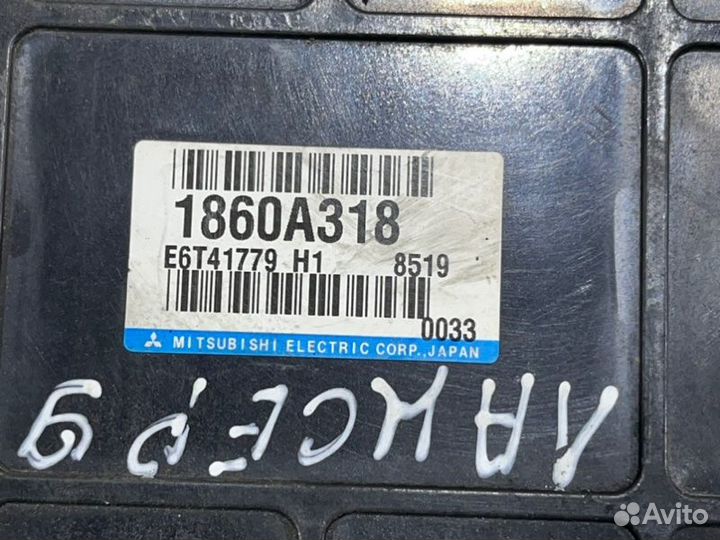 1860A318
E6T41779 H1 8519
0033
MITSUBISHI ELECTRIC CORP., JAPAN
ЛАНСЕР 9
Avito